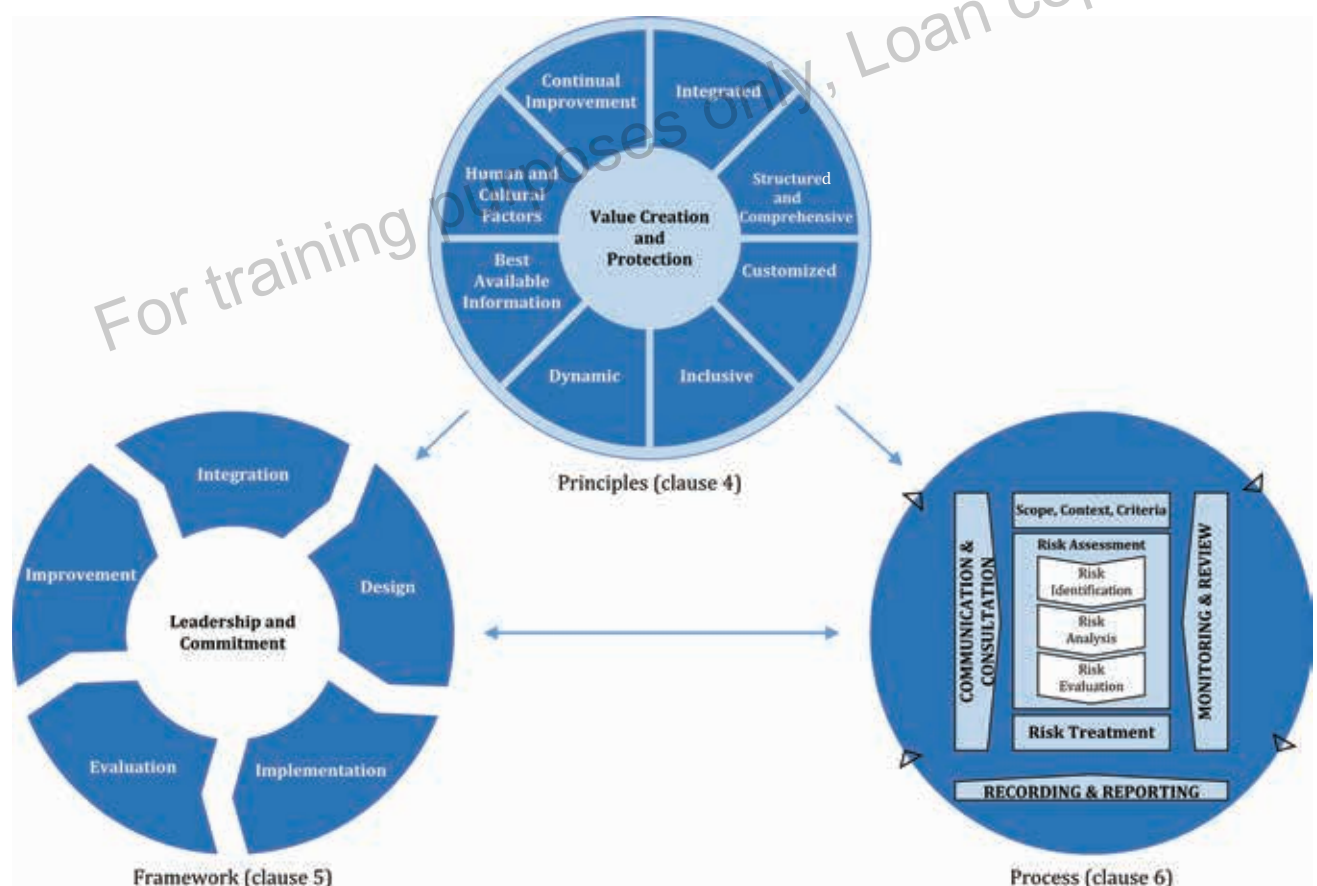 For training purposes only, Loan
Continual
Improvement
Integrated
Structured
and
Comprehensive
Customized
Inclusive
Dynamic
Best
Available
Information
Human and
Cultural
Factors
Value Creation
and
Protection
Principles (clause 4)
Integration
Design
Implementation
Evaluation
Improvement
Leadership and
Commitment
Framework (clause 5)
Scope, Context, Criteria
Risk Assessment
Risk
Identification
Risk
Analysis
Risk
Evaluation
Risk Treatment
COMMUNICATION &
CONSULTATION
MONITORING & REVIEW
RECORDING & REPORTING
Process (clause 6)